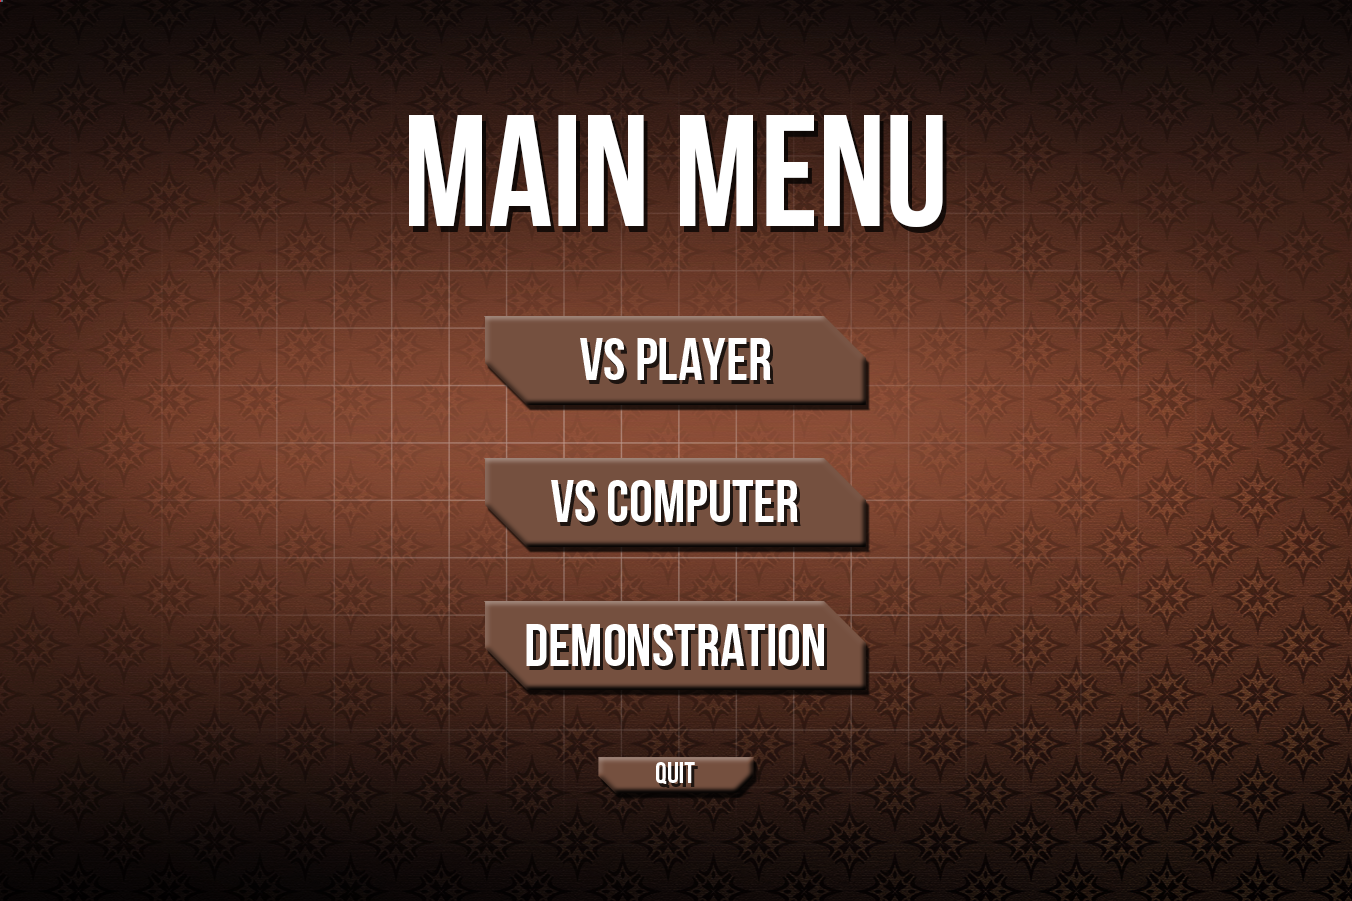 MAIN MENU
VS PLAYER
VS COMPUTER
DEMONSTRATION
QUIT